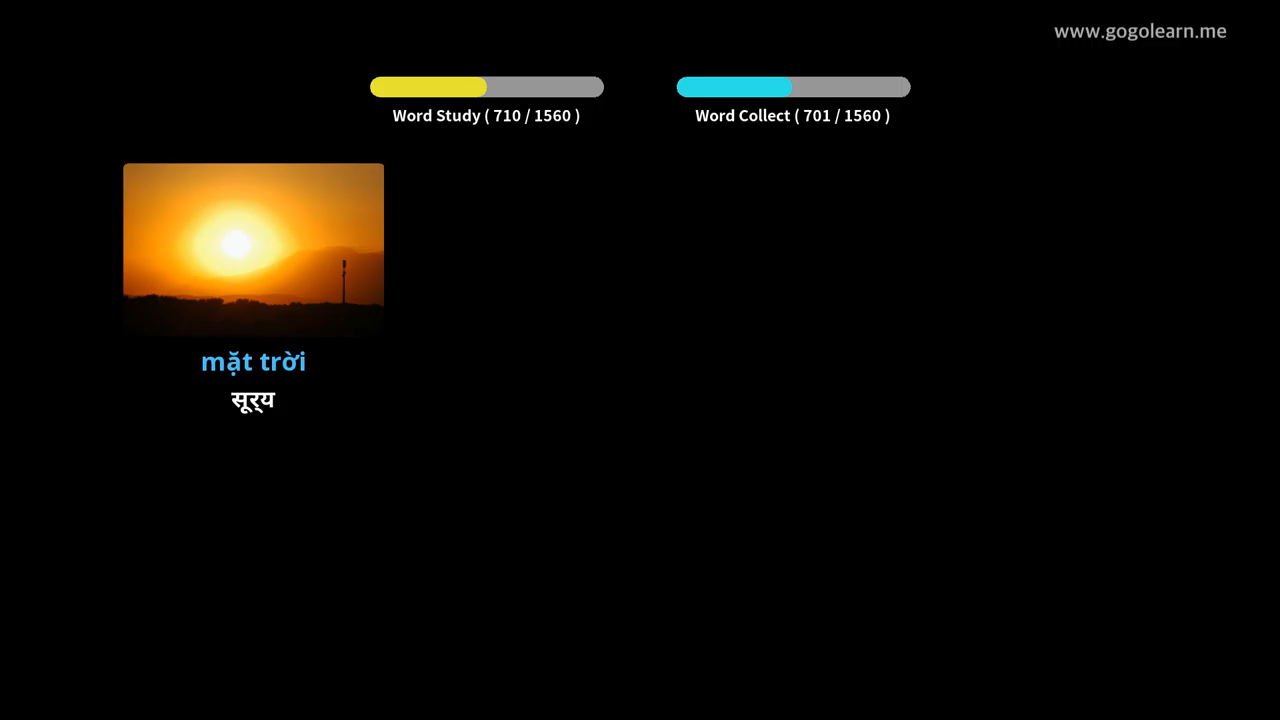 www.gogolearn.me
Word Study ( 710 / 1560 )
Word Collect ( 701 / 1560 )
mặt trời
सूर्य